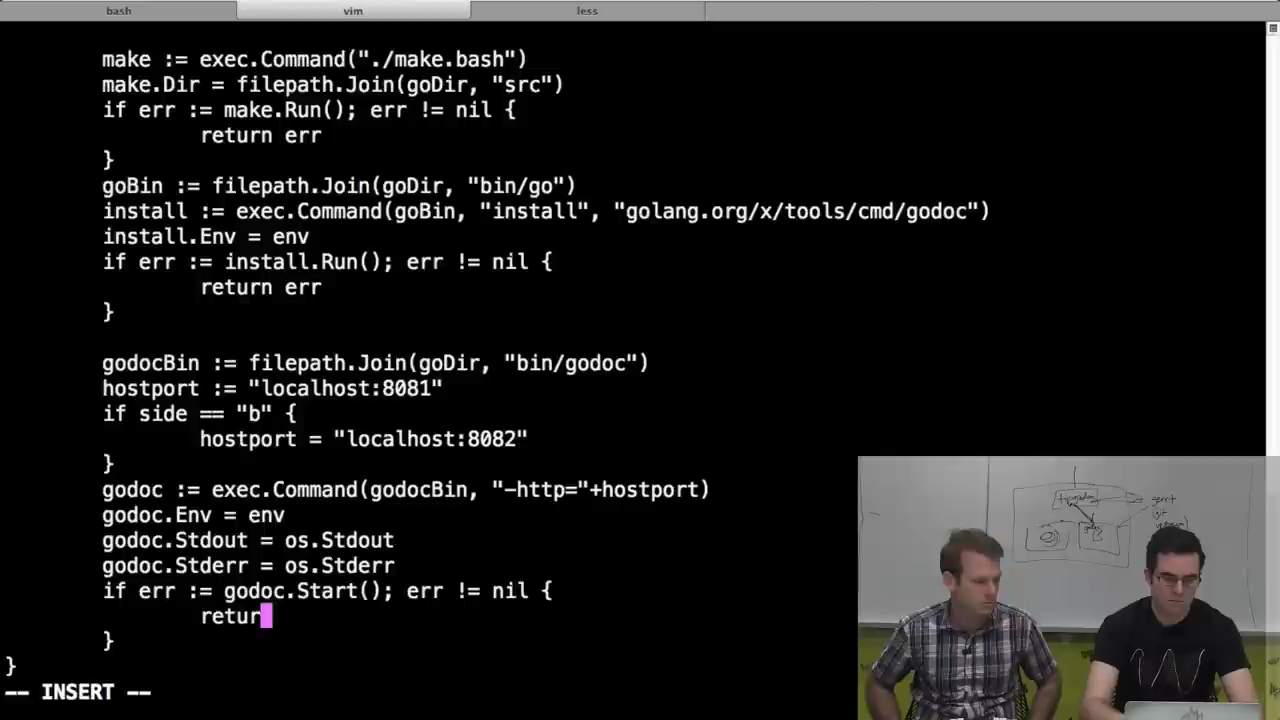 bash vim less
make := exec.Command("./make.bash")
make.Dir = filepath.Join(goDir, "src")
if err := make.Run(); err != nil {
return err
}
goBin := filepath.Join(goDir, "bin/go")
install := exec.Command(goBin, "install", "golang.org/x/tools/cmd/godoc")
install.Env = env
if err := install.Run(); err != nil {
return err
}
godocBin := filepath.Join(goDir, "bin/godoc")
hostport := "localhost:8081"
if side == "b" {
hostport = "localhost:8082"
}
godoc := exec.Command(godocBin, "-http="+hostport)
godoc.Env = env
godoc.Stdout = os.Stdout
godoc.Stderr = os.Stderr
if err := godoc.Start(); err != nil {
retur
}
}
-- INSERT --